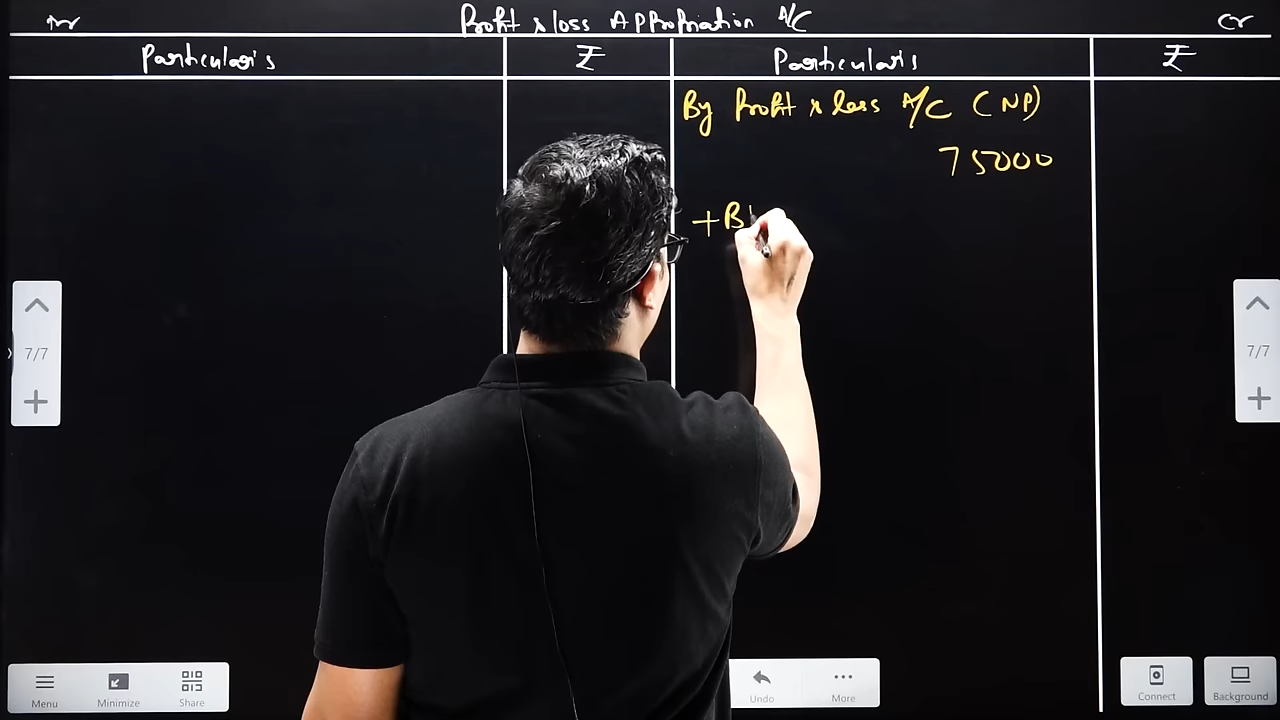 Dr Profit & loss Appropriation A/C Cr
Particulars ₹ Particulars ₹
By Profit & loss A/C (NP)
75000
+B
7/7
7/7
Menu Minimize Share Undo More Connect Background